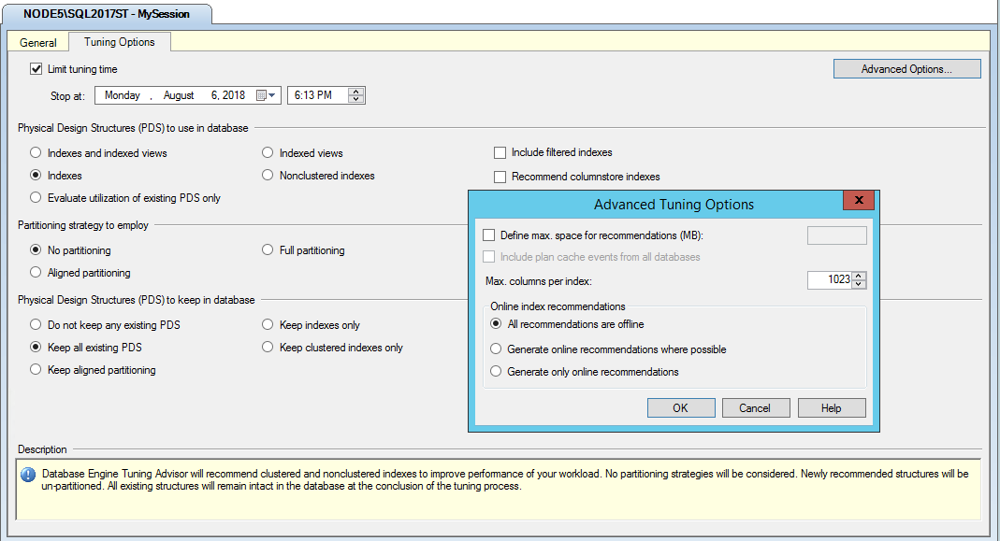 NODE5\SQL2017ST - MySession
General
Tuning Options
Limit tuning time
Advanced Options...
Stop at:
Monday , August 6, 2018
6:13 PM
Physical Design Structures (PDS) to use in database
Indexes and indexed views
Indexed views
Include filtered indexes
Indexes
Nonclustered indexes
Recommend columnstore indexes
Evaluate utilization of existing PDS only
Partitioning strategy to employ
No partitioning
Full partitioning
Aligned partitioning
Physical Design Structures (PDS) to keep in database
Do not keep any existing PDS
Keep indexes only
Keep all existing PDS
Keep clustered indexes only
Keep aligned partitioning
Advanced Tuning Options
x
Define max. space for recommendations (MB):
Include plan cache events from all databases
Max. columns per index:
1023
Online index recommendations
All recommendations are offline
Generate online recommendations where possible
Generate only online recommendations
OK
Cancel
Help
Description
Database Engine Tuning Advisor will recommend clustered and nonclustered indexes to improve performance of your workload. No partitioning strategies will be considered. Newly recommended structures will be
un-partitioned. All existing structures will remain intact in the database at the conclusion of the tuning process.